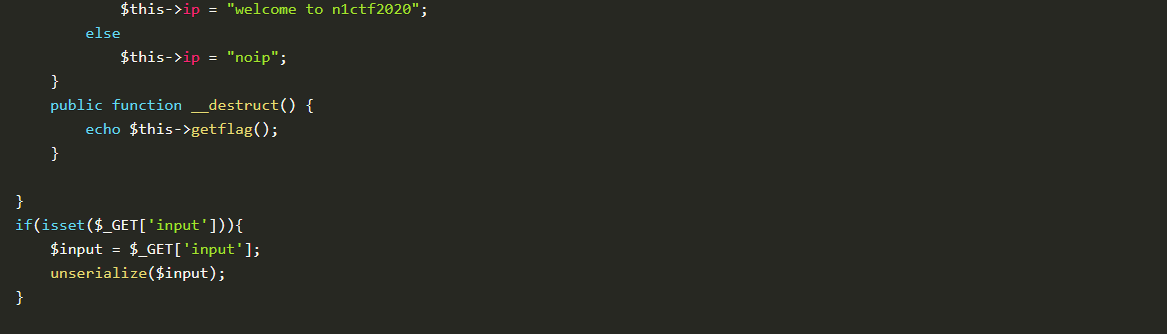 $this->ip = "welcome to n1ctf2020";
else
$this->ip = "noip";
}
public function __destruct() {
echo $this->getflag();
}
}
if(isset($_GET['input'])){
$input = $_GET['input'];
unserialize($input);
}